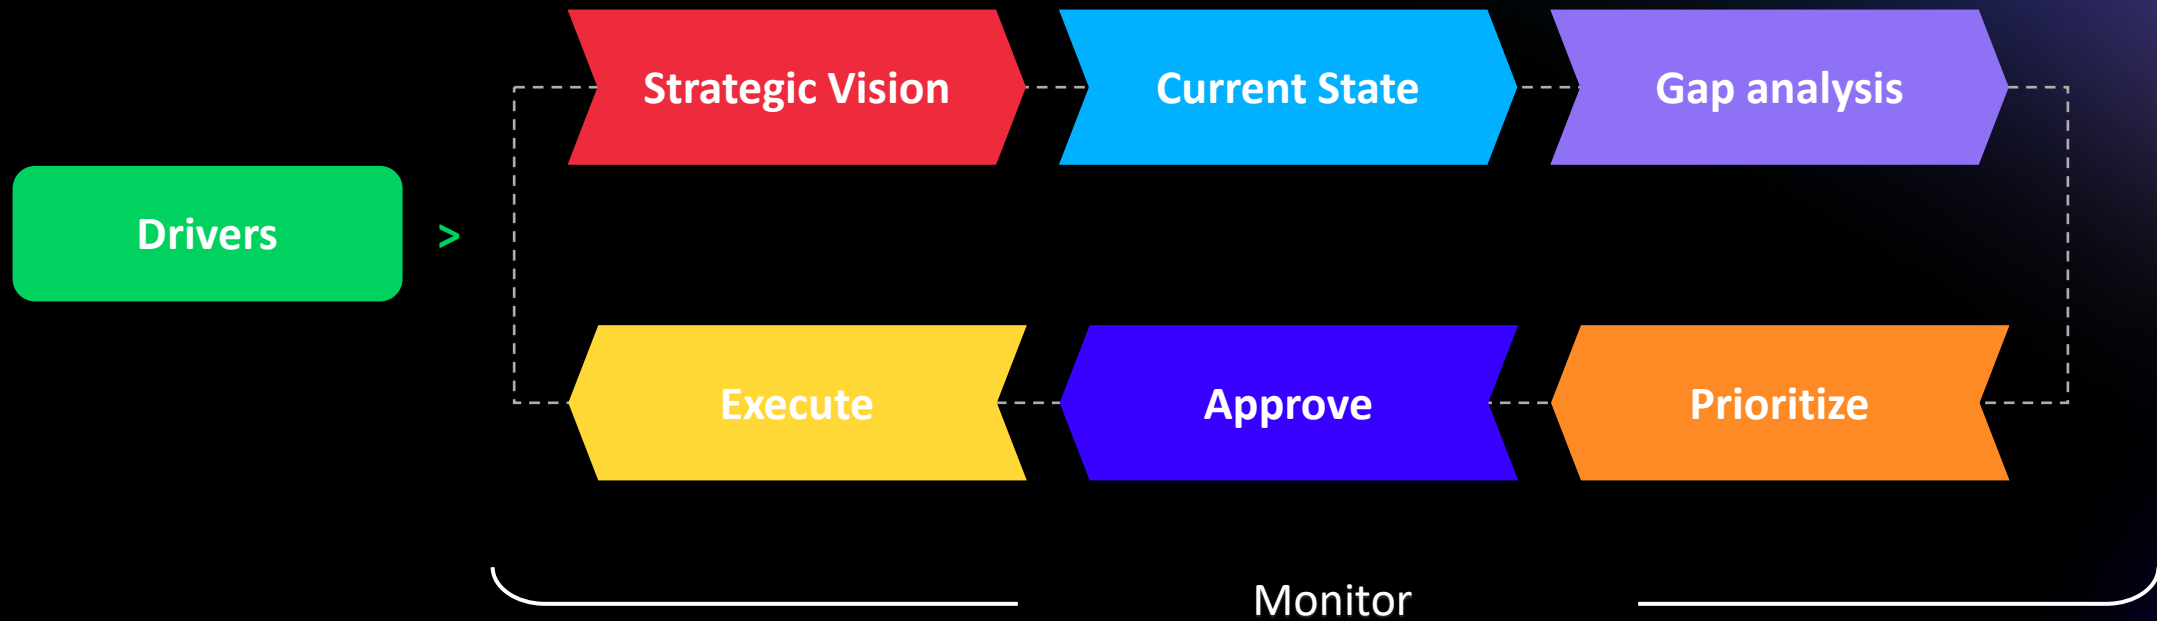 Strategic Vision
Current State
Gap analysis
Drivers
>
Execute
Approve
Prioritize
Monitor